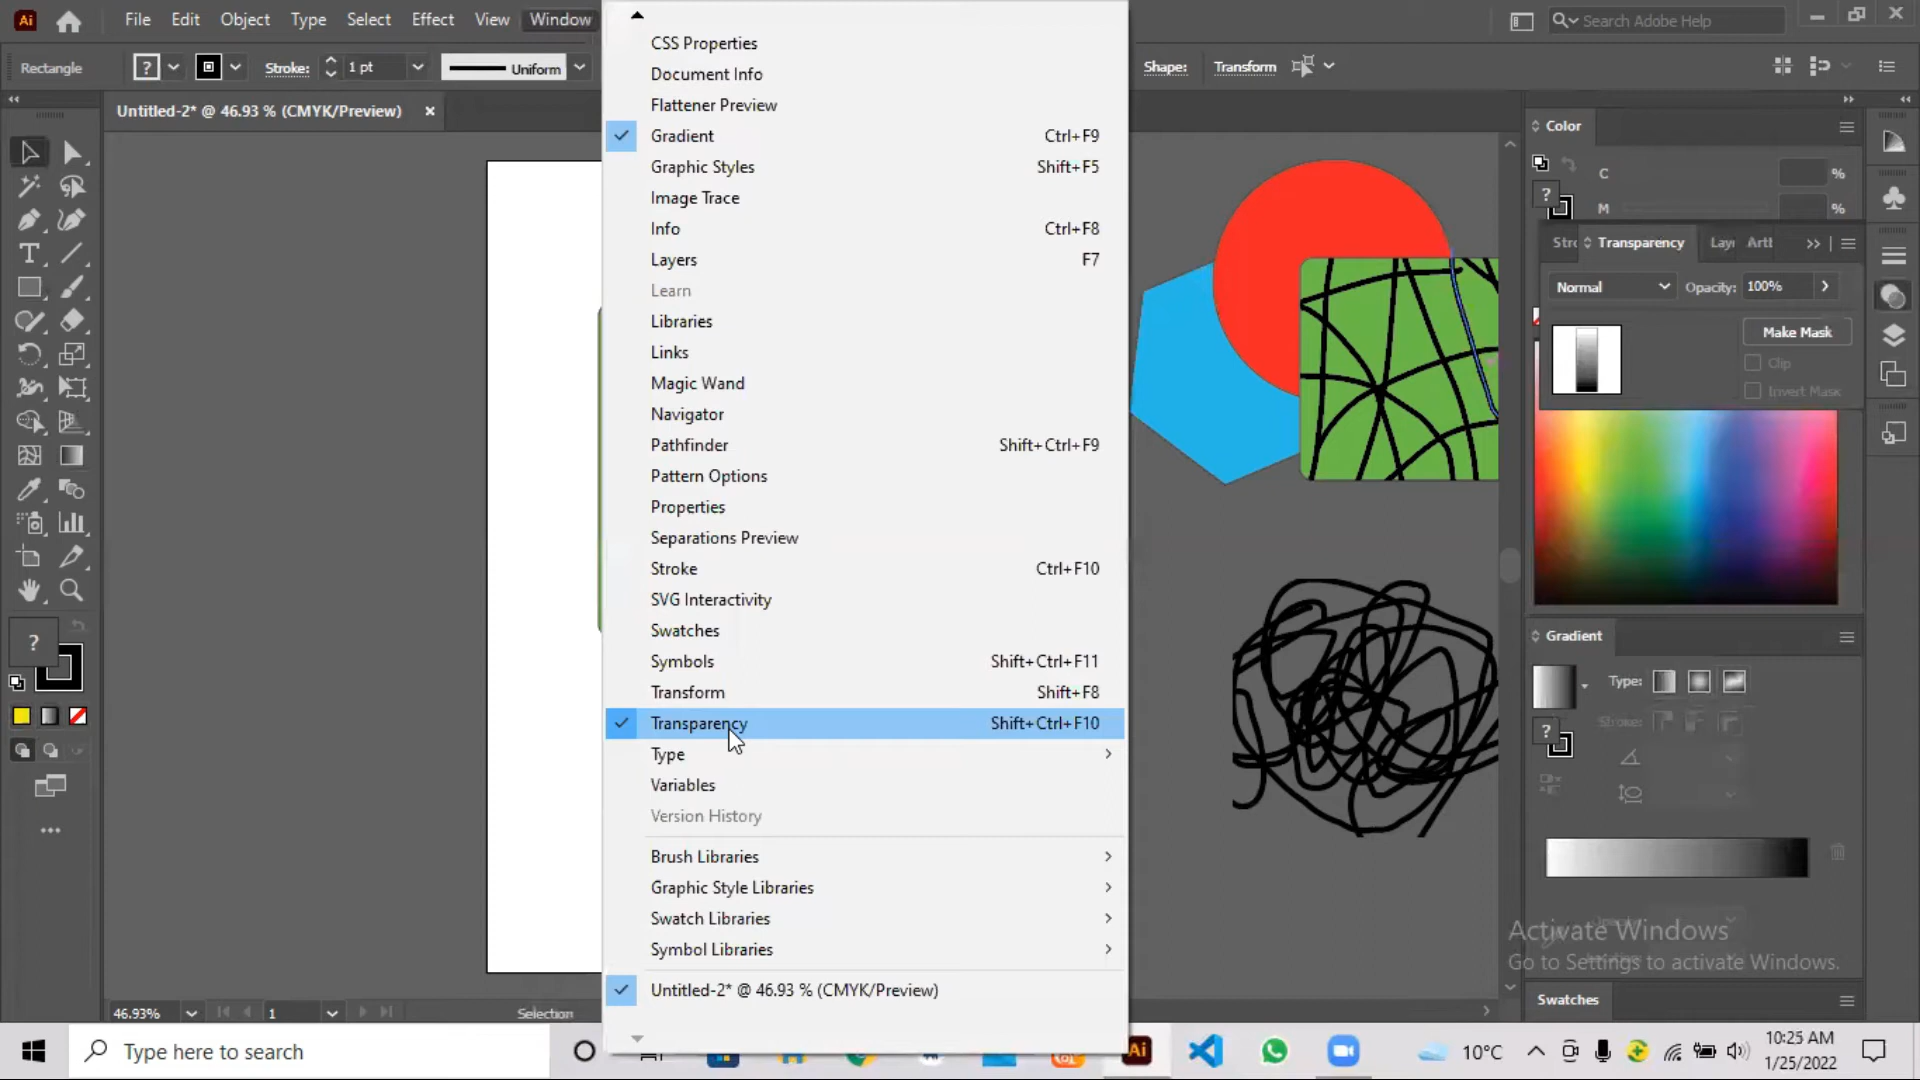 Ai
File Edit Object Type Select Effect View Window
Search Adobe Help
Rectangle ? Stroke: 1 pt Uniform Shape: Transform
Untitled-2* @ 46.93 % (CMYK/Preview) ×
CSS Properties
Document Info
Flattener Preview
Gradient Ctrl+F9
Graphic Styles Shift+F5
Image Trace
Info Ctrl+F8
Layers F7
Learn
Libraries
Links
Magic Wand
Navigator
Pathfinder Shift+Ctrl+F9
Pattern Options
Properties
Separations Preview
Stroke Ctrl+F10
SVG Interactivity
Swatches
Symbols Shift+Ctrl+F11
Transform Shift+F8
Transparency Shift+Ctrl+F10
Type
Variables
Version History
Brush Libraries
Graphic Style Libraries
Swatch Libraries
Symbol Libraries
Untitled-2* @ 46.93 % (CMYK/Preview)
Color
C %
? M %
Str Transparency Lay Artl
Normal Opacity: 100%
Make Mask
Clip
Invert Mask
Gradient
Type:
Stroke:
?
Activate Windows
Go to Settings to activate Windows.
Swatches
T
?
46.93% 1 Selection
Type here to search
Ai
10°C
10:25 AM
1/25/2022